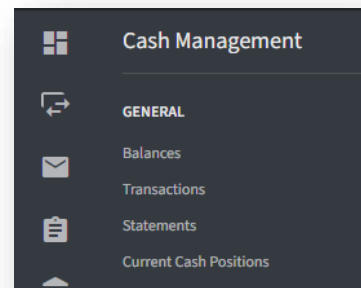 Cash Management
GENERAL
Balances
Transactions
Statements
Current Cash Positions